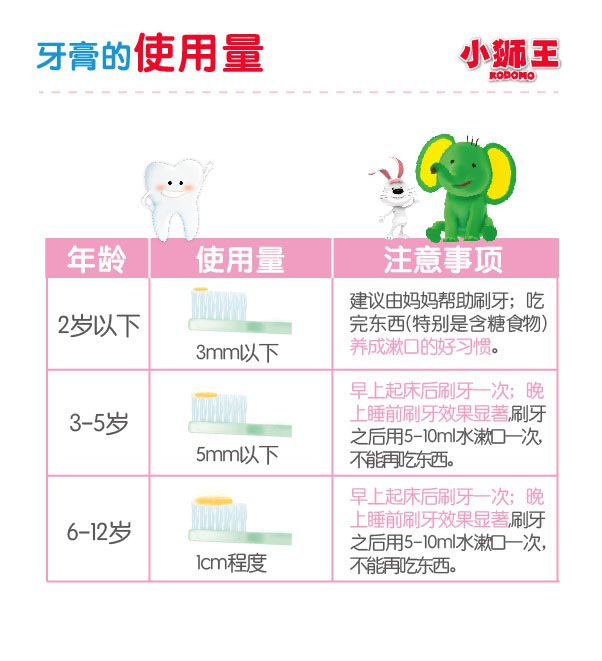 牙膏的使用量
小狮王
KODOMO
年龄 使用量 注意事项
2岁以下
3mm以下
建议由妈妈帮助刷牙；吃
完东西(特别是含糖食物)
养成漱口的好习惯。
3-5岁
5mm以下
早上起床后刷牙一次；晚
上睡前刷牙效果显著,刷牙
之后用5-10ml水漱口一次,
不能再吃东西。
6-12岁
1cm程度
早上起床后刷牙一次；晚
上睡前刷牙效果显著,刷牙
之后用5-10ml水漱口一次,
不能再吃东西。